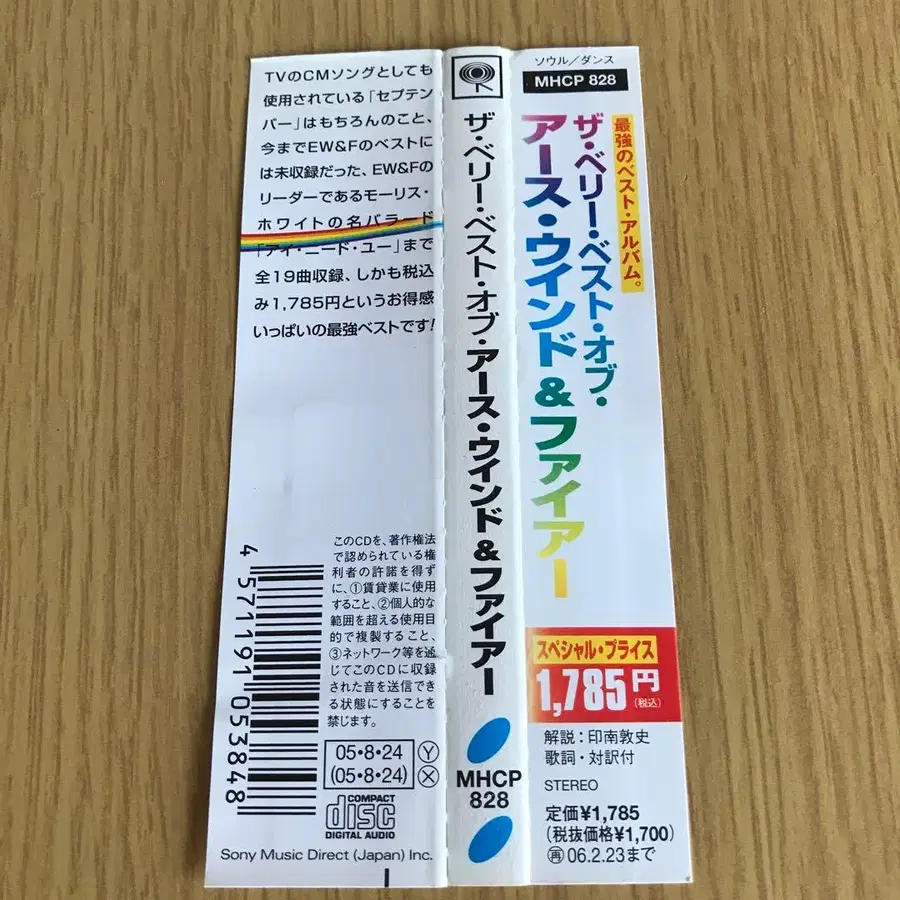 TVのCMソングとしても
使用されている「セプテン
バー」はもちろんのこと、
今までEW&Fのベストに
は未収録だった、EW&Fの
リーダーであるモーリス・
ホワイトの名バラード
「アイ・ニード・ユー」まで
全19曲収録、しかも税込
み1,785円というお得感
いっぱいの最強ベストです!
このCDを、著作権法
で認められている権
利者の許諾を得ず
に、①賃貸業に使用
すること、②個人的な
範囲を超える使用目
的で複製すること、
③ネットワーク等を通
じてこのCDに収録
された音を送信でき
る状態にすることを
禁じます。
4571191053848
05・8・24 Ⓨ
(05・8・24) Ⓧ
COMPACT
disc
DIGITAL AUDIO
Sony Music Direct (Japan) Inc.
ザ・ベリー・ベスト・オブ・アース・ウインド&ファイアー
MHCP
828
ソウル/ダンス
MHCP 828
最強のベスト・アルバム。
ザ・ベリー・ベスト・オブ・
アース・ウインド&ファイアー
スペシャル・プライス
1,785円
(税込)
解説:印南敦史
歌詞・対訳付
STEREO
定価¥1,785
(税抜価格¥1,700)
再 06.2.23まで